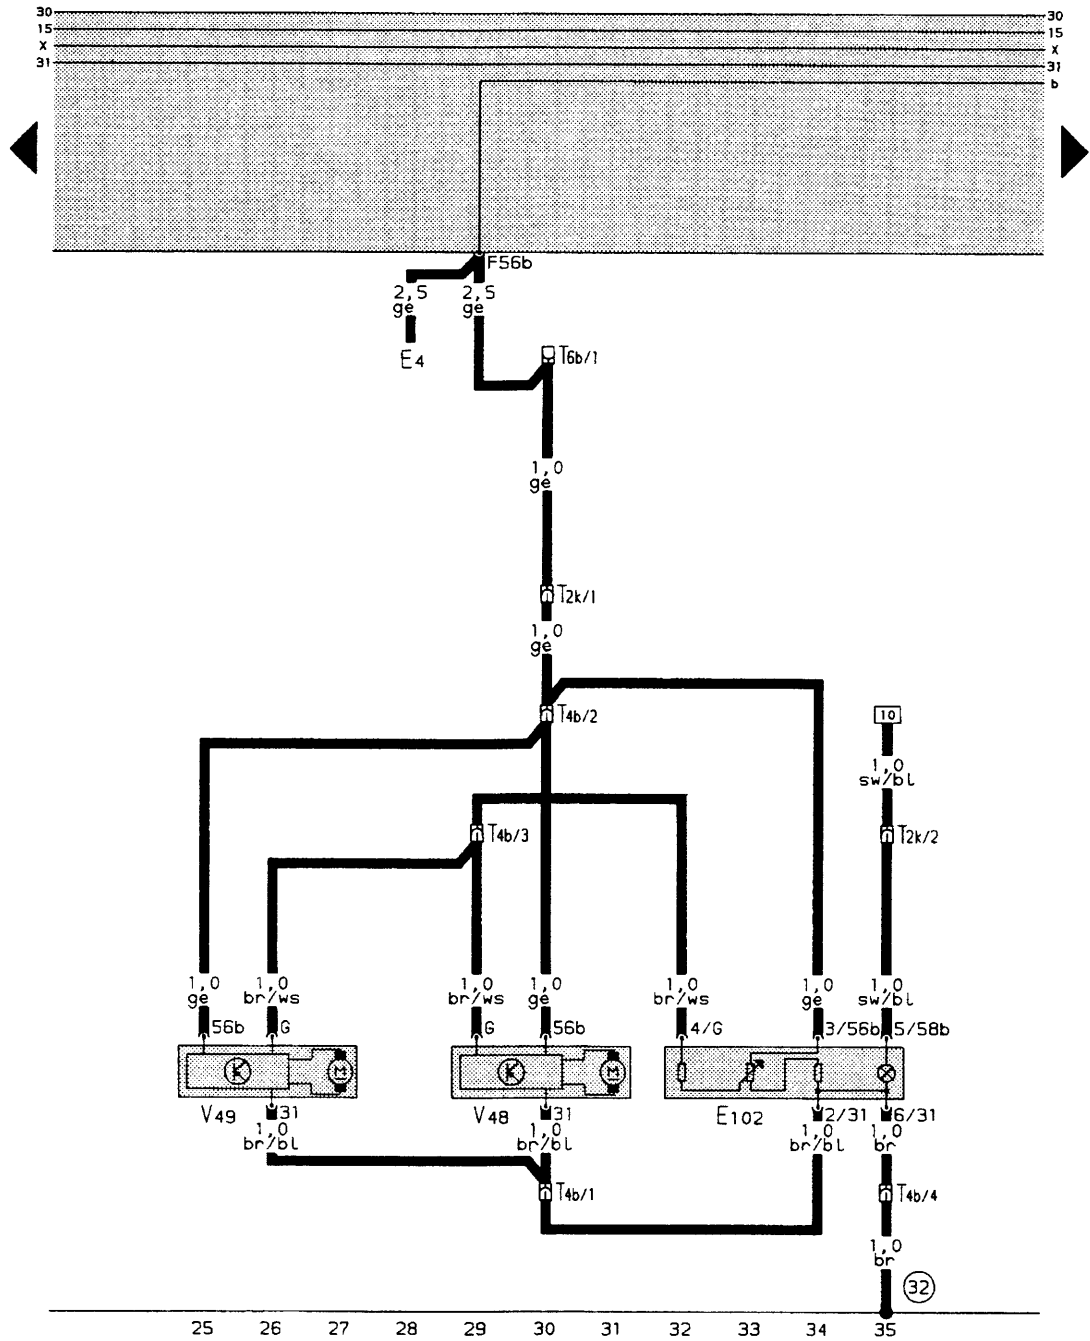 30 30
15 15
X X
31 31
b
F56b
2,5 2,5
ge ge
E4 T6b/1
1,0
ge
T2k/1
1,0
ge
T4b/2 10
1,0
sw/bl
T4b/3 T2k/2
1,0 1,0 1,0 1,0 1,0 1,0 1,0
ge br/ws br/ws ge br/ws ge sw/bl
56b G G 56b 4/G 3/56b 5/58b
M M
V49 31 V48 31 E102 2/31 6/31
1,0 1,0 1,0 1,0
br/bl br/bl br/bl br
T4b/1 T4b/4
1,0
br
32
25 26 27 28 29 30 31 32 33 34 35